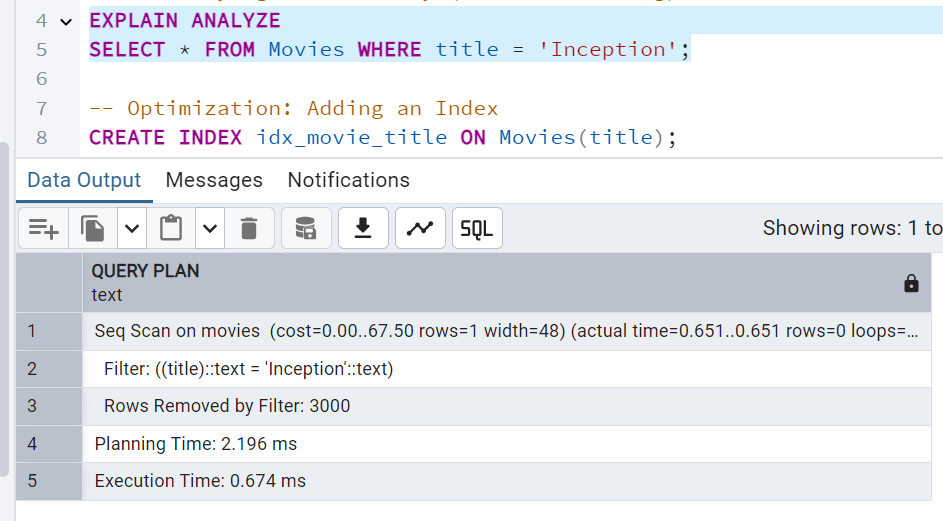 4 EXPLAIN ANALYZE
5 SELECT * FROM Movies WHERE title = 'Inception';
6
7 -- Optimization: Adding an Index
8 CREATE INDEX idx_movie_title ON Movies(title);
Data Output Messages Notifications
SQL Showing rows: 1 to
QUERY PLAN
text
1 Seq Scan on movies (cost=0.00..67.50 rows=1 width=48) (actual time=0.651..0.651 rows=0 loops=...
2 Filter: ((title)::text = 'Inception'::text)
3 Rows Removed by Filter: 3000
4 Planning Time: 2.196 ms
5 Execution Time: 0.674 ms